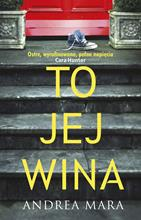 Ostre, wyrafinowane, pełne napięcia
Cara Hunter
TO
JEJ
WINA
ANDREA MARA